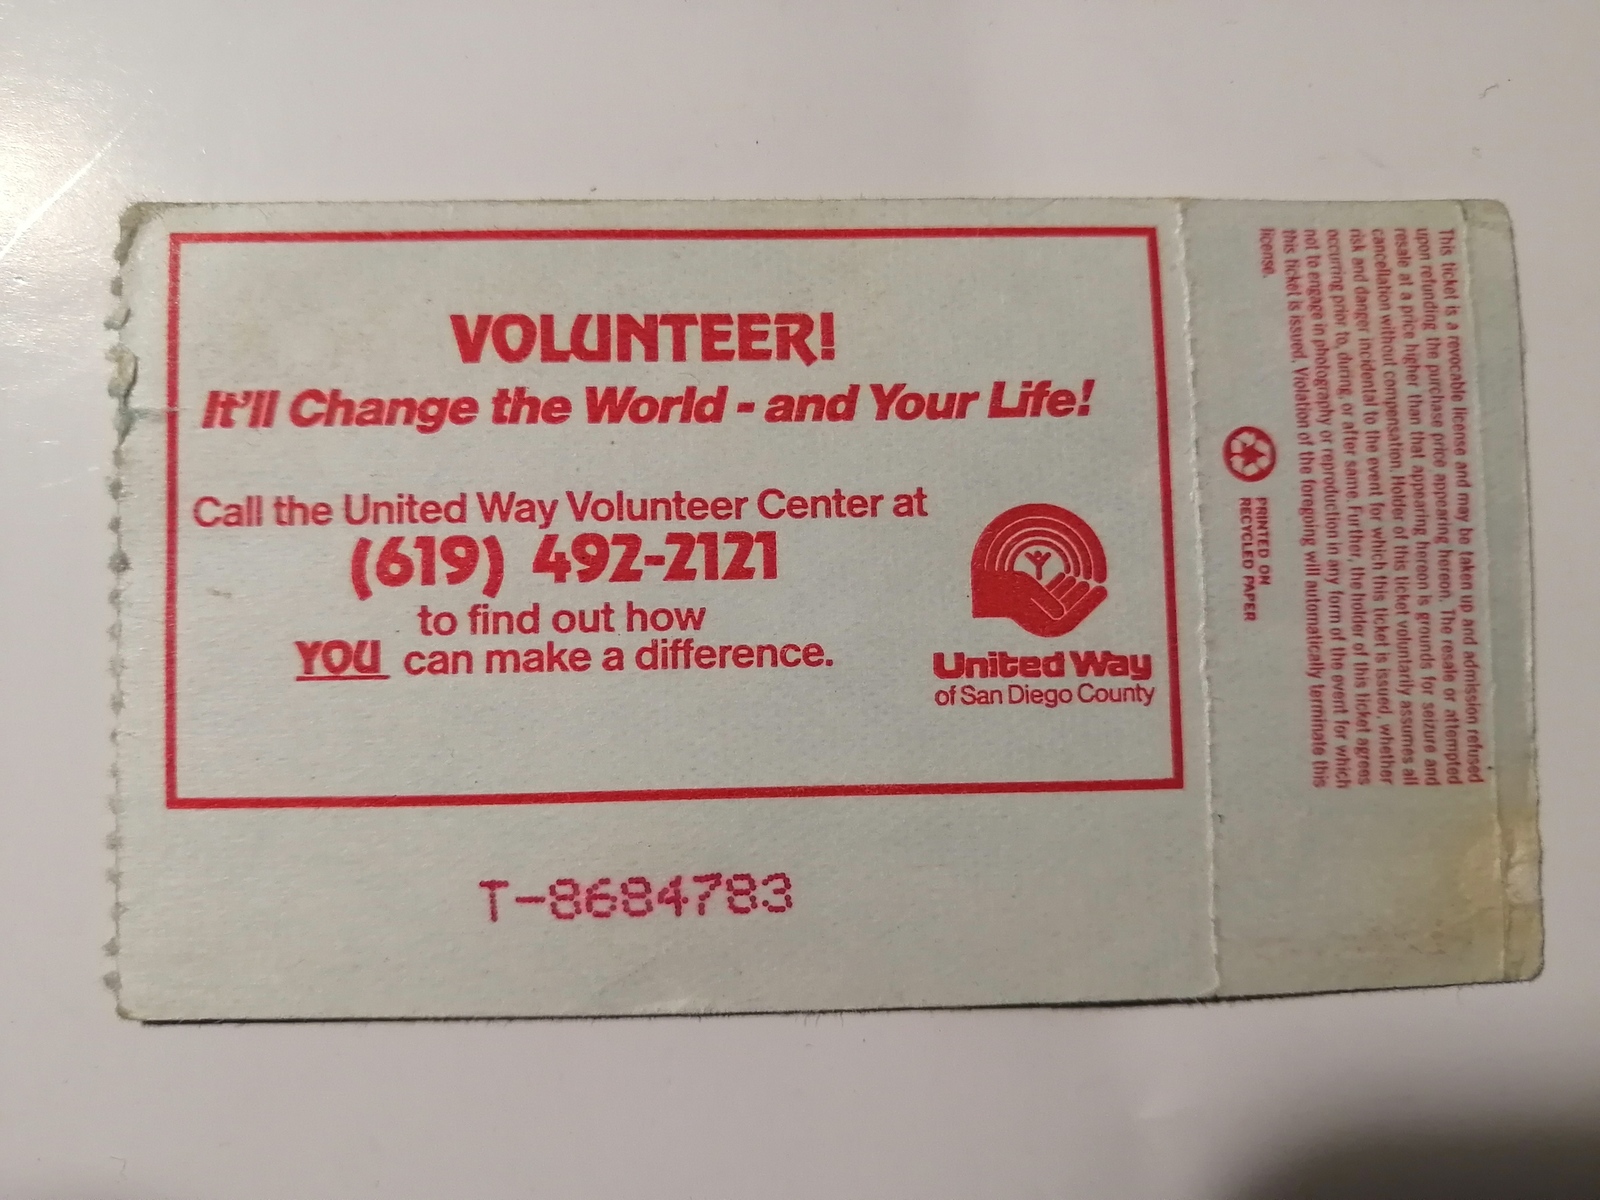 VOLUNTEER!
It'll Change the World - and Your Life!
Call the United Way Volunteer Center at
(619) 492-2121
to find out how
YOU can make a difference.
United Way
of San Diego County
T-8684783
This ticket is a revocable license and may be taken up and admission refused
upon refunding the purchase price appearing hereon. The resale or attempted
resale at a price higher than that appearing hereon is grounds for seizure and
cancellation without compensation. Holder of this ticket voluntarily assumes all
risk and danger incidental to the event for which this ticket is issued, whether
occurring prior to, during, or after same. Further, the holder of this ticket agrees
not to engage in photography or reproduction in any form of the event for which
this ticket is issued. Violation of the foregoing will automatically terminate this
license.
PRINTED ON
RECYCLED PAPER